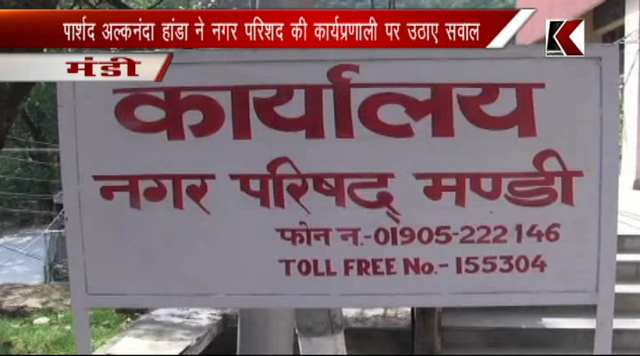 पार्शद अल्कनंदा हांडा ने नगर परिशद की कार्यप्रणाली पर उठाए सवाल
मंडी
K
कार्यालय
नगर परिषद् मण्डी
फोन न.-01905-222146
TOLL FREE No.-155304